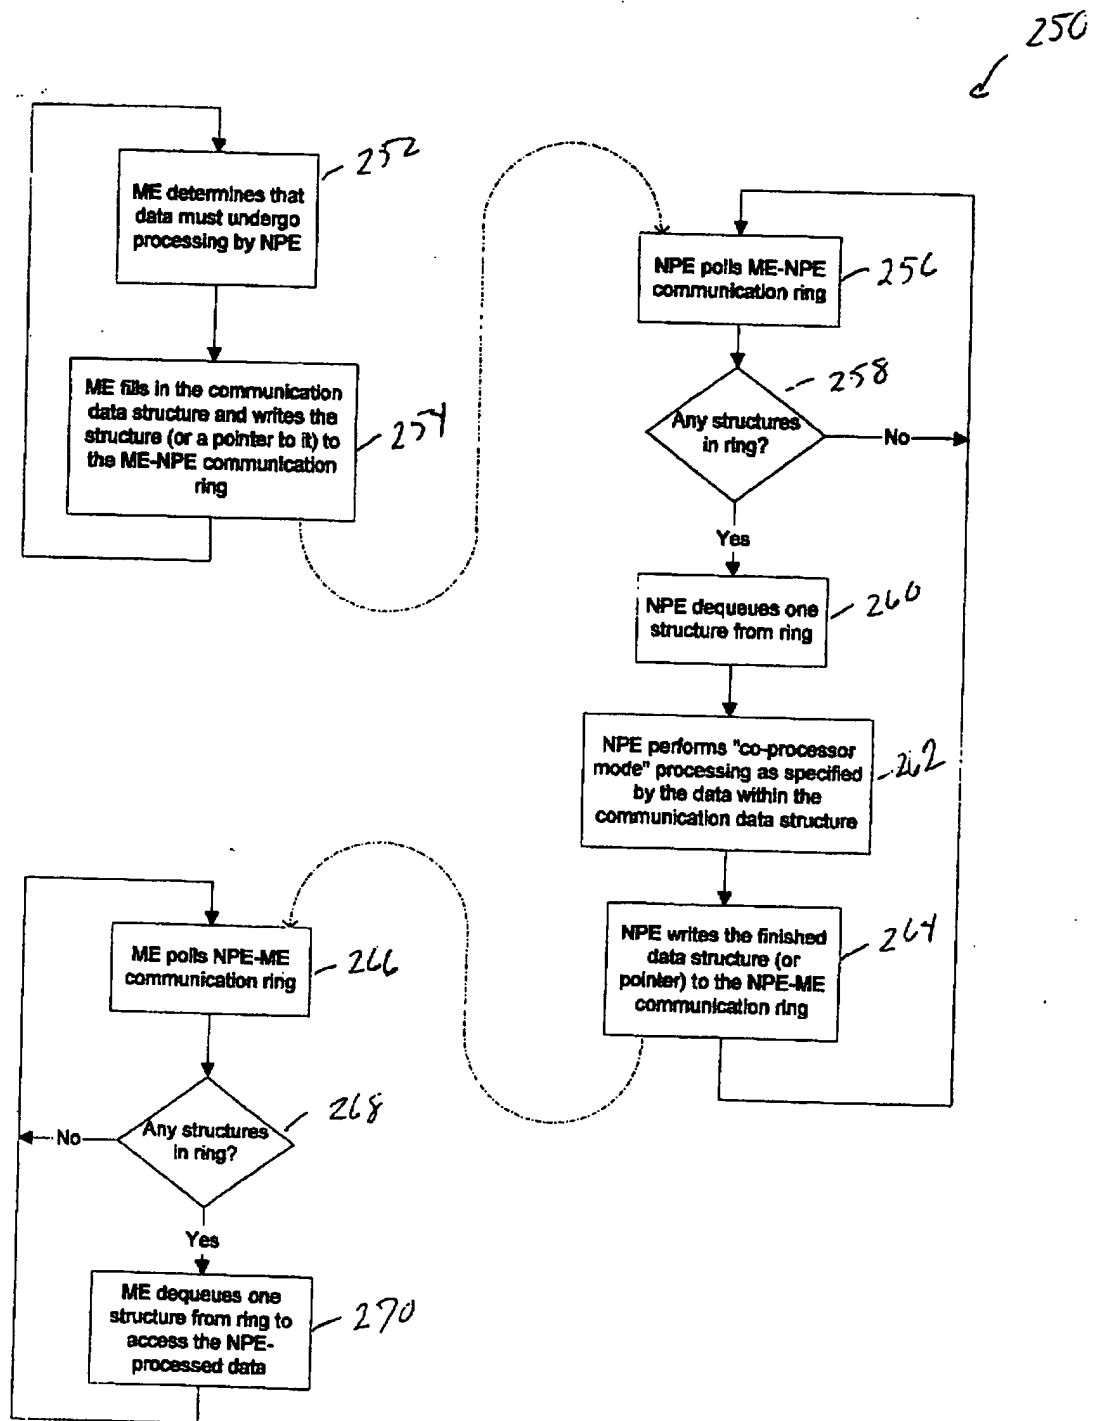 250
252
ME determines that
data must undergo
processing by NPE
ME fills in the communication
data structure and writes the
structure (or a pointer to it) to
the ME-NPE communication
ring
254
NPE polls ME-NPE
communication ring
256
258
Any structures
in ring?
No
Yes
NPE dequeues one
structure from ring
260
NPE performs "co-processor
mode" processing as specified
by the data within the
communication data structure
262
NPE writes the finished
data structure (or
pointer) to the NPE-ME
communication ring
264
ME polls NPE-ME
communication ring
266
268
Any structures
in ring?
No
Yes
ME dequeues one
structure from ring to
access the NPE-
processed data
270